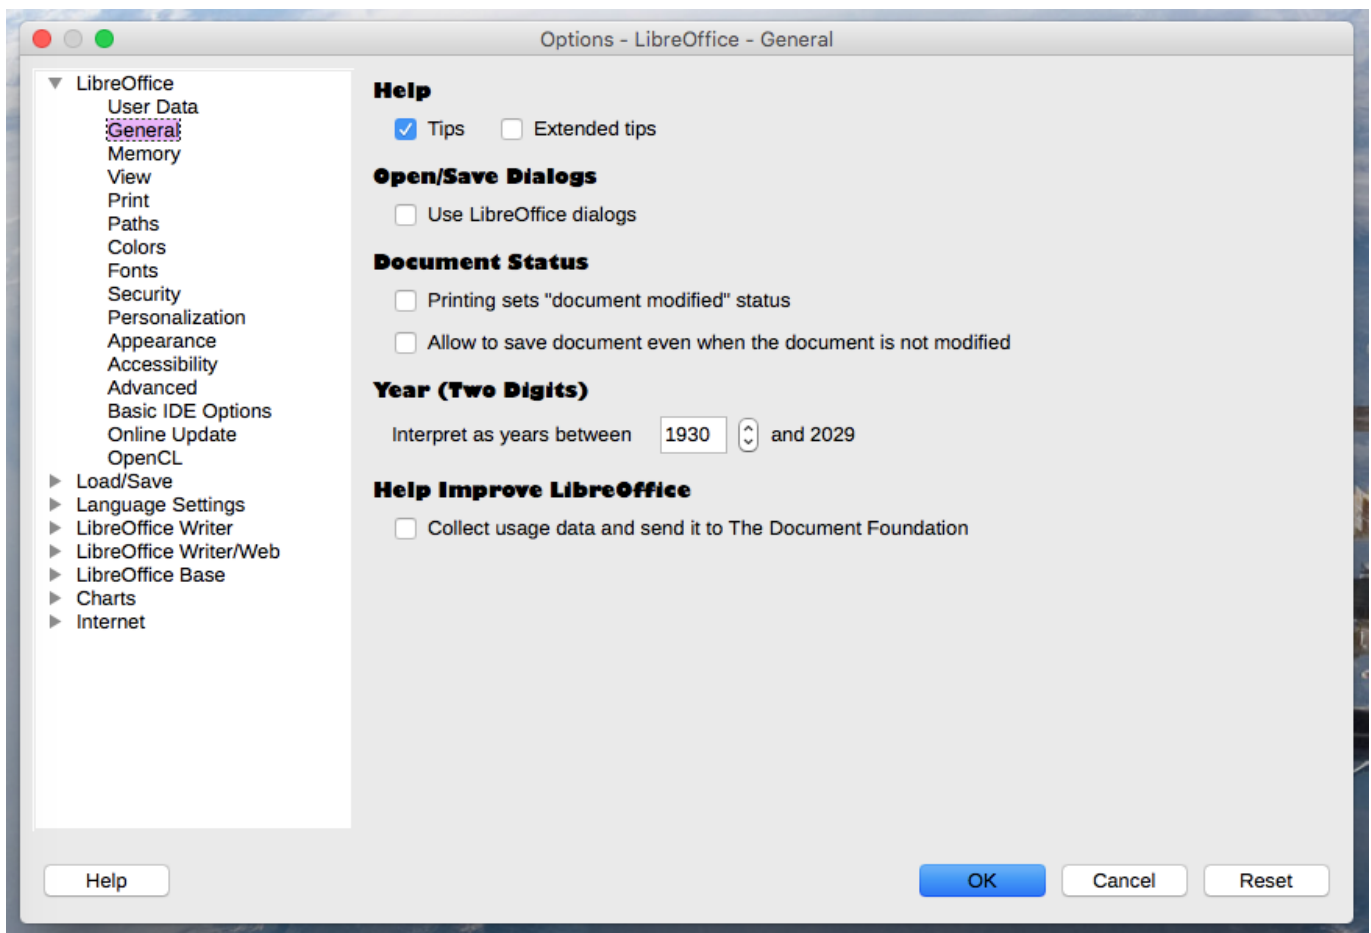 Options - LibreOffice - General
LibreOffice
User Data
General
Memory
View
Print
Paths
Colors
Fonts
Security
Personalization
Appearance
Accessibility
Advanced
Basic IDE Options
Online Update
OpenCL
Load/Save
Language Settings
LibreOffice Writer
LibreOffice Writer/Web
LibreOffice Base
Charts
Internet
Help
Tips Extended tips
Open/Save Dialogs
Use LibreOffice dialogs
Document Status
Printing sets "document modified" status
Allow to save document even when the document is not modified
Year (Two Digits)
Interpret as years between 1930 and 2029
Help Improve LibreOffice
Collect usage data and send it to The Document Foundation
Help OK Cancel Reset